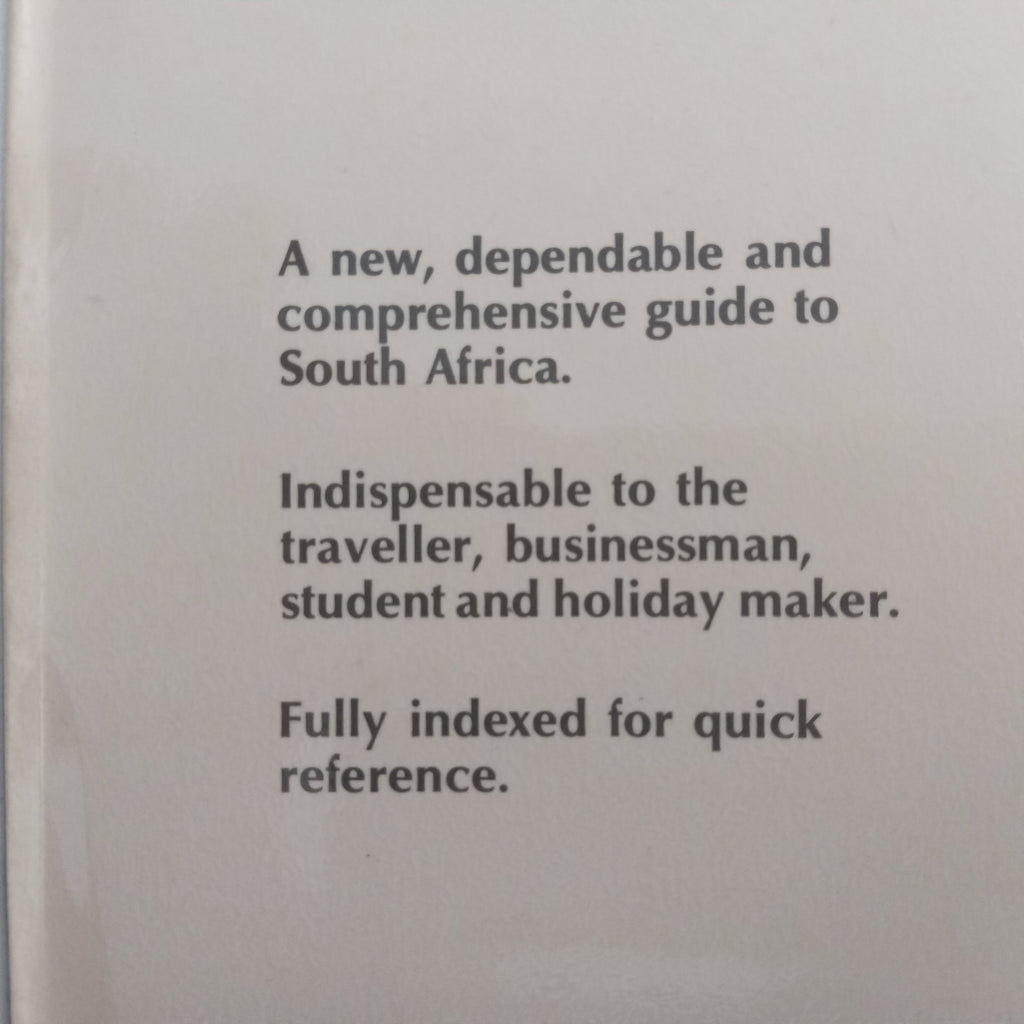 A new, dependable and
comprehensive guide to
South Africa.
Indispensable to the
traveller, businessman,
student and holiday maker.
Fully indexed for quick
reference.